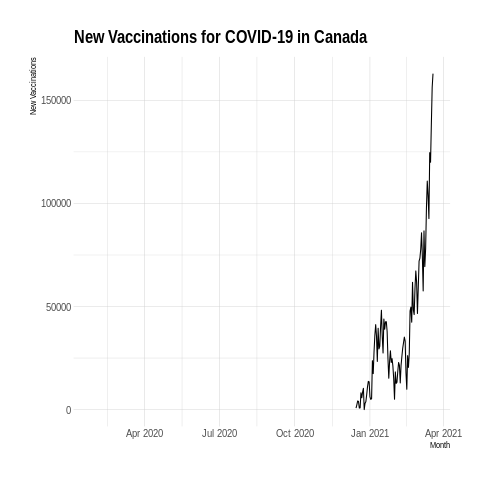 New Vaccinations for COVID-19 in Canada
New Vaccinations
150000
100000
50000
0
Apr 2020 Jul 2020 Oct 2020 Jan 2021 Apr 2021
Month